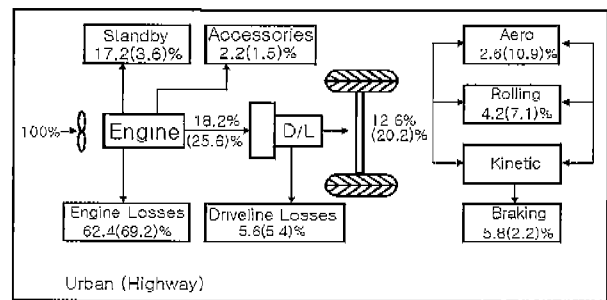 Standby
17.2(3.6)%
Accessories
2.2(1.5)%
Aero
2.6(10.9)%
Rolling
4.2(7.1)%
100%
Engine
18.2%
(25.6)%
D/L
12.6%
(20.2)%
Kinetic
Engine Losses
62.4(69.2)%
Driveline Losses
5.6(5.4)%
Braking
5.8(2.2)%
Urban (Highway)